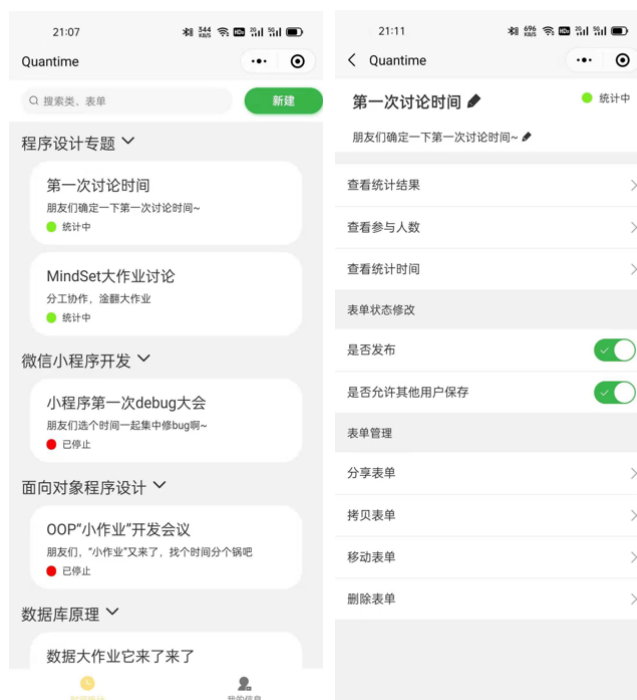 21:07
344
KB/S
HD
5G
5G
Quantime
搜索类、表单
新建
程序设计专题
第一次讨论时间
朋友们确定一下第一次讨论时间~
统计中
MindSet大作业讨论
分工协作，淦翻大作业
统计中
微信小程序开发
小程序第一次debug大会
朋友们选个时间一起集中修bug啊~
已停止
面向对象程序设计
OOP“小作业”开发会议
朋友们，“小作业”又来了，找个时间分个锅吧
已停止
数据库原理
数据大作业它来了来了
我的信息
21:11
696
KB/S
HD
5G
5G
Quantime
第一次讨论时间
统计中
朋友们确定一下第一次讨论时间~
查看统计结果
查看参与人数
查看统计时间
表单状态修改
是否发布
是否允许其他用户保存
表单管理
分享表单
拷贝表单
移动表单
删除表单